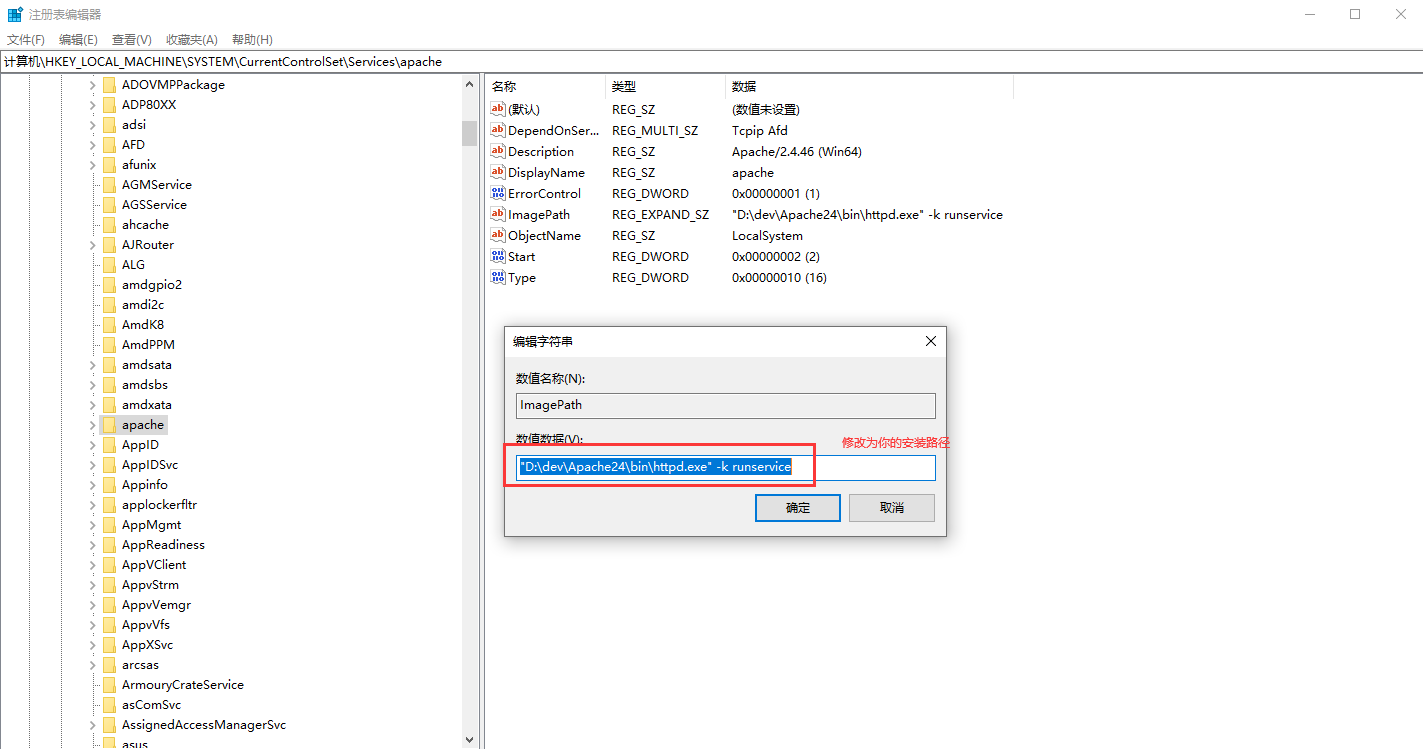 注册表编辑器
文件(F) 编辑(E) 查看(V) 收藏夹(A) 帮助(H)
计算机\HKEY_LOCAL_MACHINE\SYSTEM\CurrentControlSet\Services\apache
ADOVMPPackage
ADP80XX
adsi
AFD
afunix
AGMService
AGSService
ahcache
AJRouter
ALG
amdgpio2
amdi2c
AmdK8
AmdPPM
amdsata
amdsbs
amdxata
apache
AppID
AppIDSvc
Appinfo
applockerfltr
AppMgmt
AppReadiness
AppVClient
AppvStrm
AppvVemgr
AppvVfs
AppXSvc
arcsas
ArmouryCrateService
asComSvc
AssignedAccessManagerSvc
asus
名称 类型 数据
(默认) REG_SZ (数值未设置)
DependOnSer... REG_MULTI_SZ Tcpip Afd
Description REG_SZ Apache/2.4.46 (Win64)
DisplayName REG_SZ apache
ErrorControl REG_DWORD 0x00000001 (1)
ImagePath REG_EXPAND_SZ "D:\dev\Apache24\bin\httpd.exe" -k runservice
ObjectName REG_SZ LocalSystem
Start REG_DWORD 0x00000002 (2)
Type REG_DWORD 0x00000010 (16)
编辑字符串
数值名称(N):
ImagePath
数值数据(V):
修改为你的安装路径
"D:\dev\Apache24\bin\httpd.exe" -k runservice
确定 取消